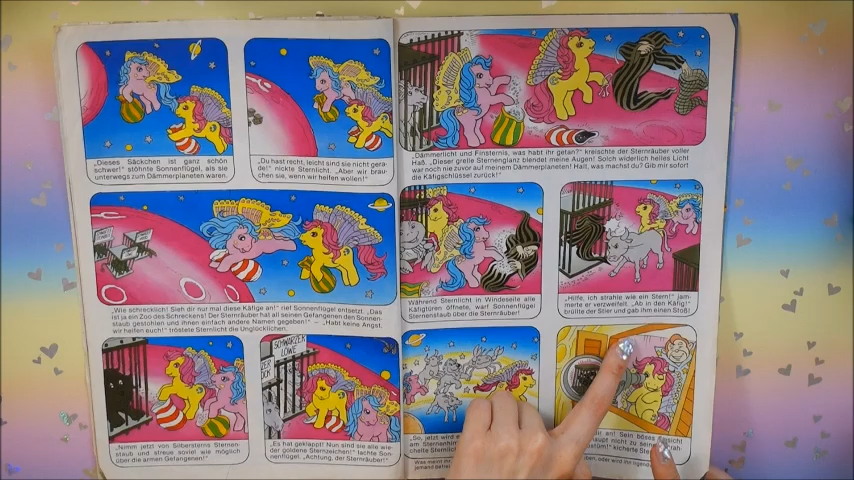 „Dieses Säckchen ist ganz schön
schwer!" stöhnte Sonnenflügel, als sie
unterwegs zum Dämmerplaneten waren.
„Du hast recht, leicht sind sie nicht gera-
de!" nickte Sternlicht. „Aber wir brau-
chen sie, wenn wir helfen wollen!"
„Wie schrecklich! Sieh dir nur mal diese Käfige an!" rief Sonnenflügel entsetzt. „Das
ist ja ein Zoo des Schreckens! Der Sternräuber hat all seinen Gefangenen den Sonnen-
staub gestohlen und ihnen einfach andere Namen gegeben!" – „Habt keine Angst,
wir helfen euch!" tröstete Sternlicht die Unglücklichen.
„Nimm jetzt von Silbersterns Sternen-
staub und streue soviel wie möglich
über die armen Gefangenen!"
SCHWARZER
LÖWE
„Es hat geklappt! Nun sind sie alle wie-
der goldene Sternzeichen!" lachte Son-
nenflügel. „Achtung, der Sternräuber!"
„Dämmerlicht und Finsternis, was habt ihr getan?" kreischte der Sternräuber voller
Haß. „Dieser grelle Sternenglanz blendet meine Augen! Solch widerlich helles Licht
war noch nie zuvor auf meinem Dämmerplaneten! Halt, was machst du? Gib mir sofort
die Käfigschlüssel zurück!"
Während Sternlicht in Windeseile alle
Käfigtüren öffnete, warf Sonnenflügel
Sternenstaub über die Sternräuber!
„Hilfe, ich strahle wie ein Stern!" jam-
merte er verzweifelt. „Ab in den Käfig!"
brüllte der Stier und gab ihm einen Stoß!
„So, jetzt wird
am Sternenhim
chelte Sternli
an! Sein böses